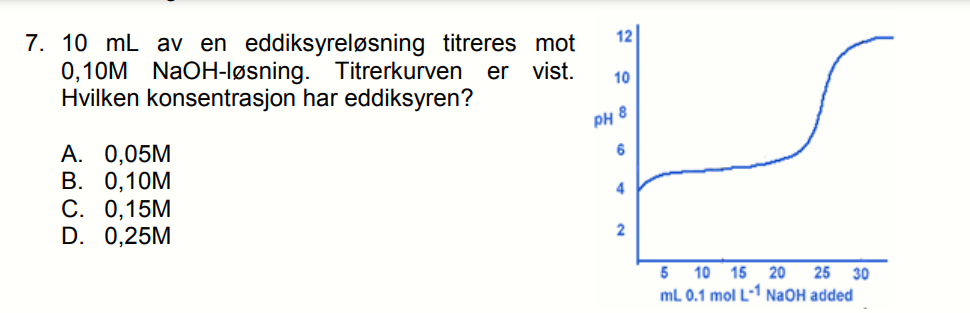 7. 10 mL av en eddiksyreløsning titreres mot
0,10M NaOH-løsning. Titrerkurven er vist.
Hvilken konsentrasjon har eddiksyren?
A. 0,05M
B. 0,10M
C. 0,15M
D. 0,25M
12
10
pH 8
6
4
2
5 10 15 20 25 30
mL 0.1 mol L⁻¹ NaOH added